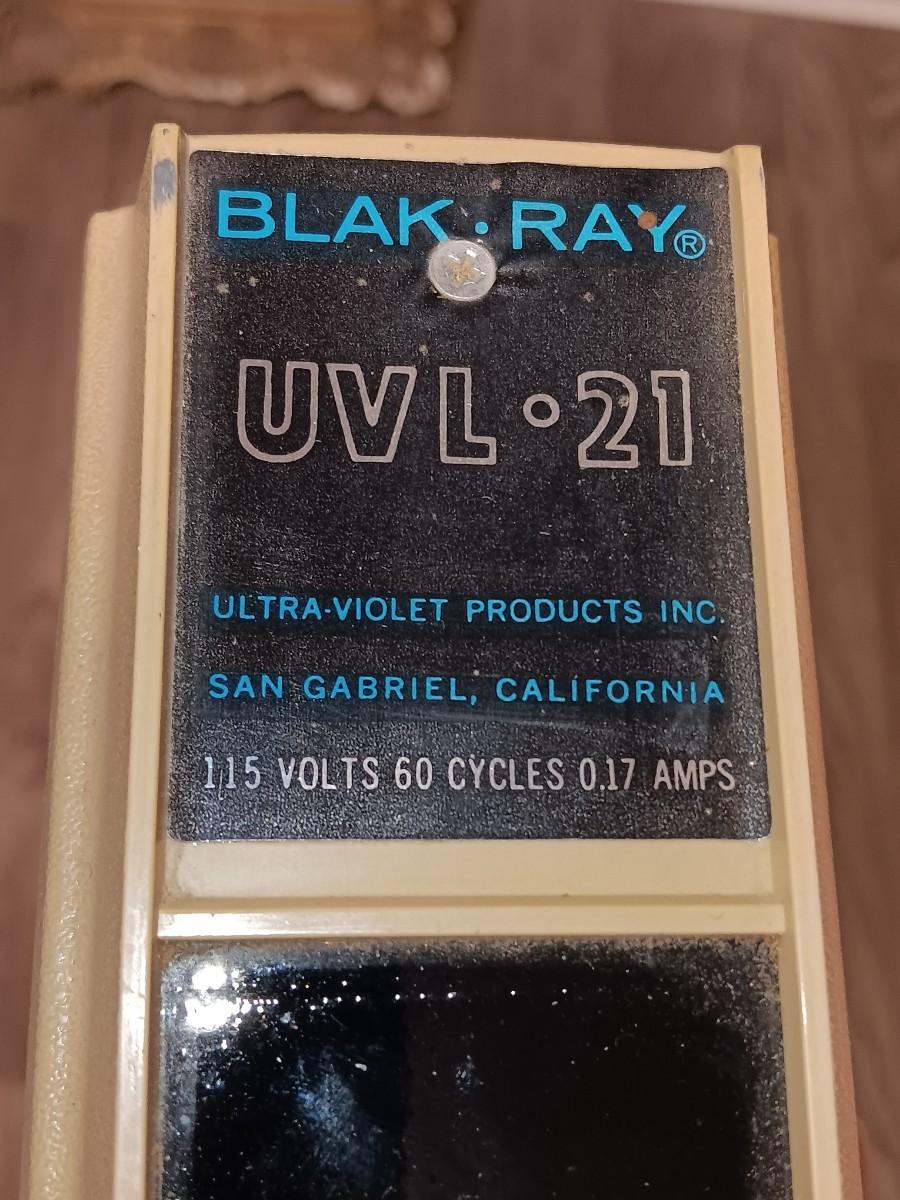 BLAK·RAY®
UVL·21
ULTRA-VIOLET PRODUCTS INC.
SAN GABRIEL, CALIFORNIA
115 VOLTS 60 CYCLES 0.17 AMPS